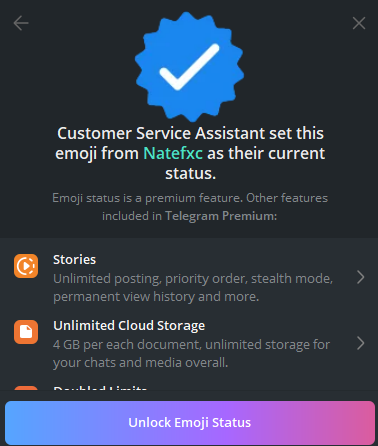 Customer Service Assistant set this
emoji from Natefxc as their current
status.
Emoji status is a premium feature. Other features
included in Telegram Premium:
Stories
Unlimited posting, priority order, stealth mode,
permanent view history and more.
Unlimited Cloud Storage
4 GB per each document, unlimited storage for
your chats and media overall.
Doubled Limits
Unlock Emoji Status